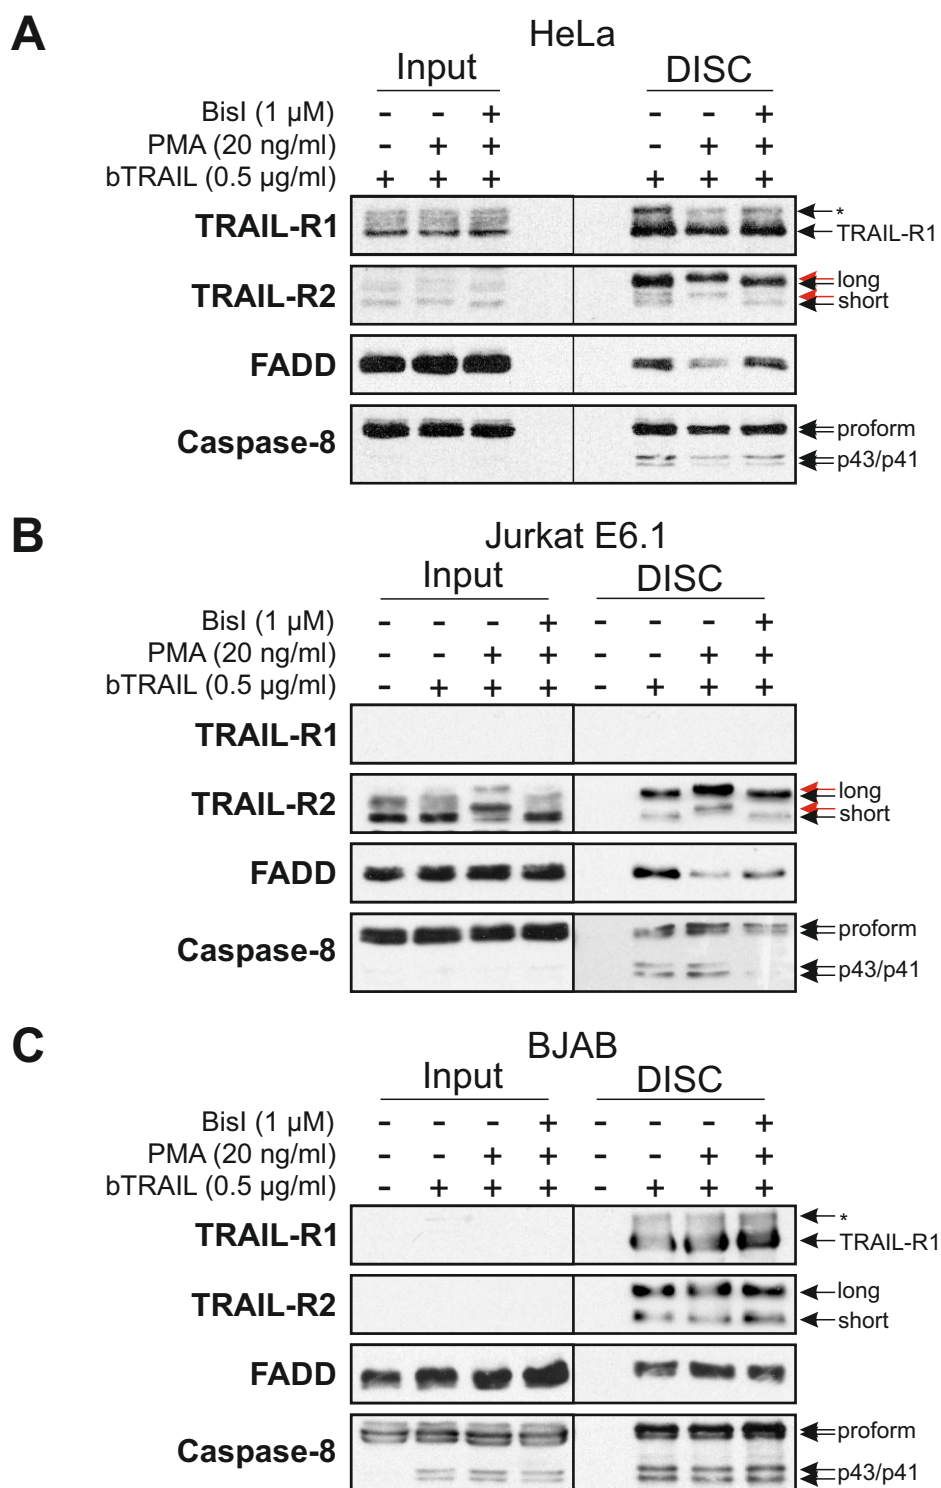 A
HeLa
Input DISC
BisI (1 µM) - - + - - +
PMA (20 ng/ml) - + + - + +
bTRAIL (0.5 µg/ml) + + + + + +
TRAIL-R1
*
TRAIL-R1
TRAIL-R2
long
short
FADD
Caspase-8
proform
p43/p41
B
Jurkat E6.1
Input DISC
BisI (1 µM) - - - + - - - +
PMA (20 ng/ml) - - + + - - + +
bTRAIL (0.5 µg/ml) - + + + - + + +
TRAIL-R1
TRAIL-R2
long
short
FADD
Caspase-8
proform
p43/p41
C
BJAB
Input DISC
BisI (1 µM) - - - + - - - +
PMA (20 ng/ml) - - + + - - + +
bTRAIL (0.5 µg/ml) - + + + - + + +
TRAIL-R1
*
TRAIL-R1
TRAIL-R2
long
short
FADD
Caspase-8
proform
p43/p41